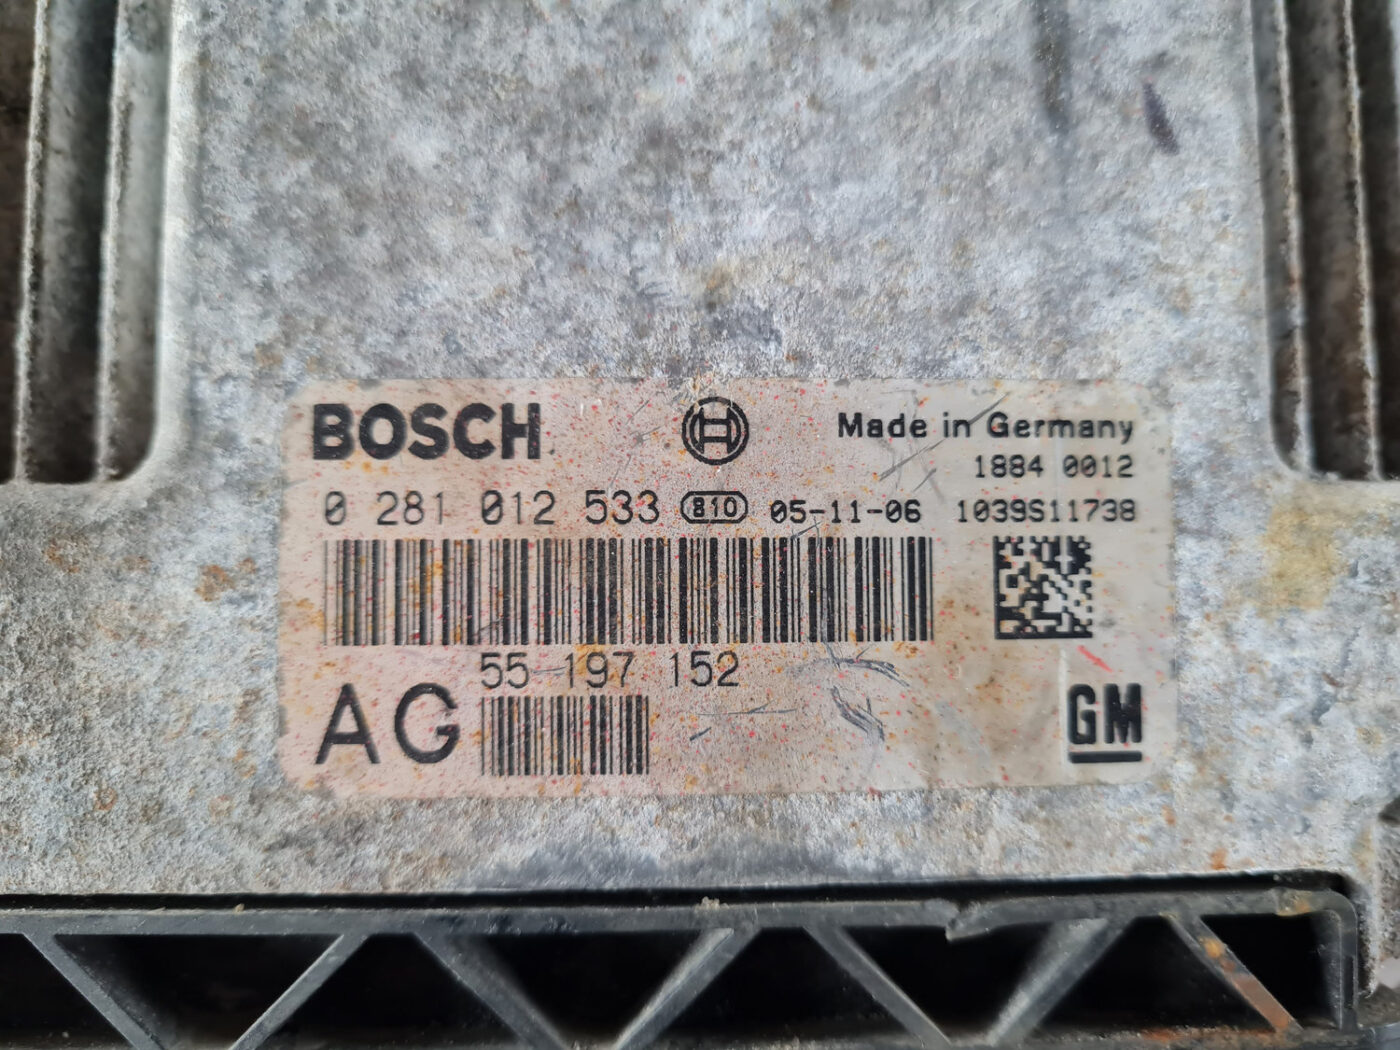 BOSCH Made in Germany
1884 0012
0 281 012 533 810 05-11-06 1039S11738
55 197 152
AG
GM